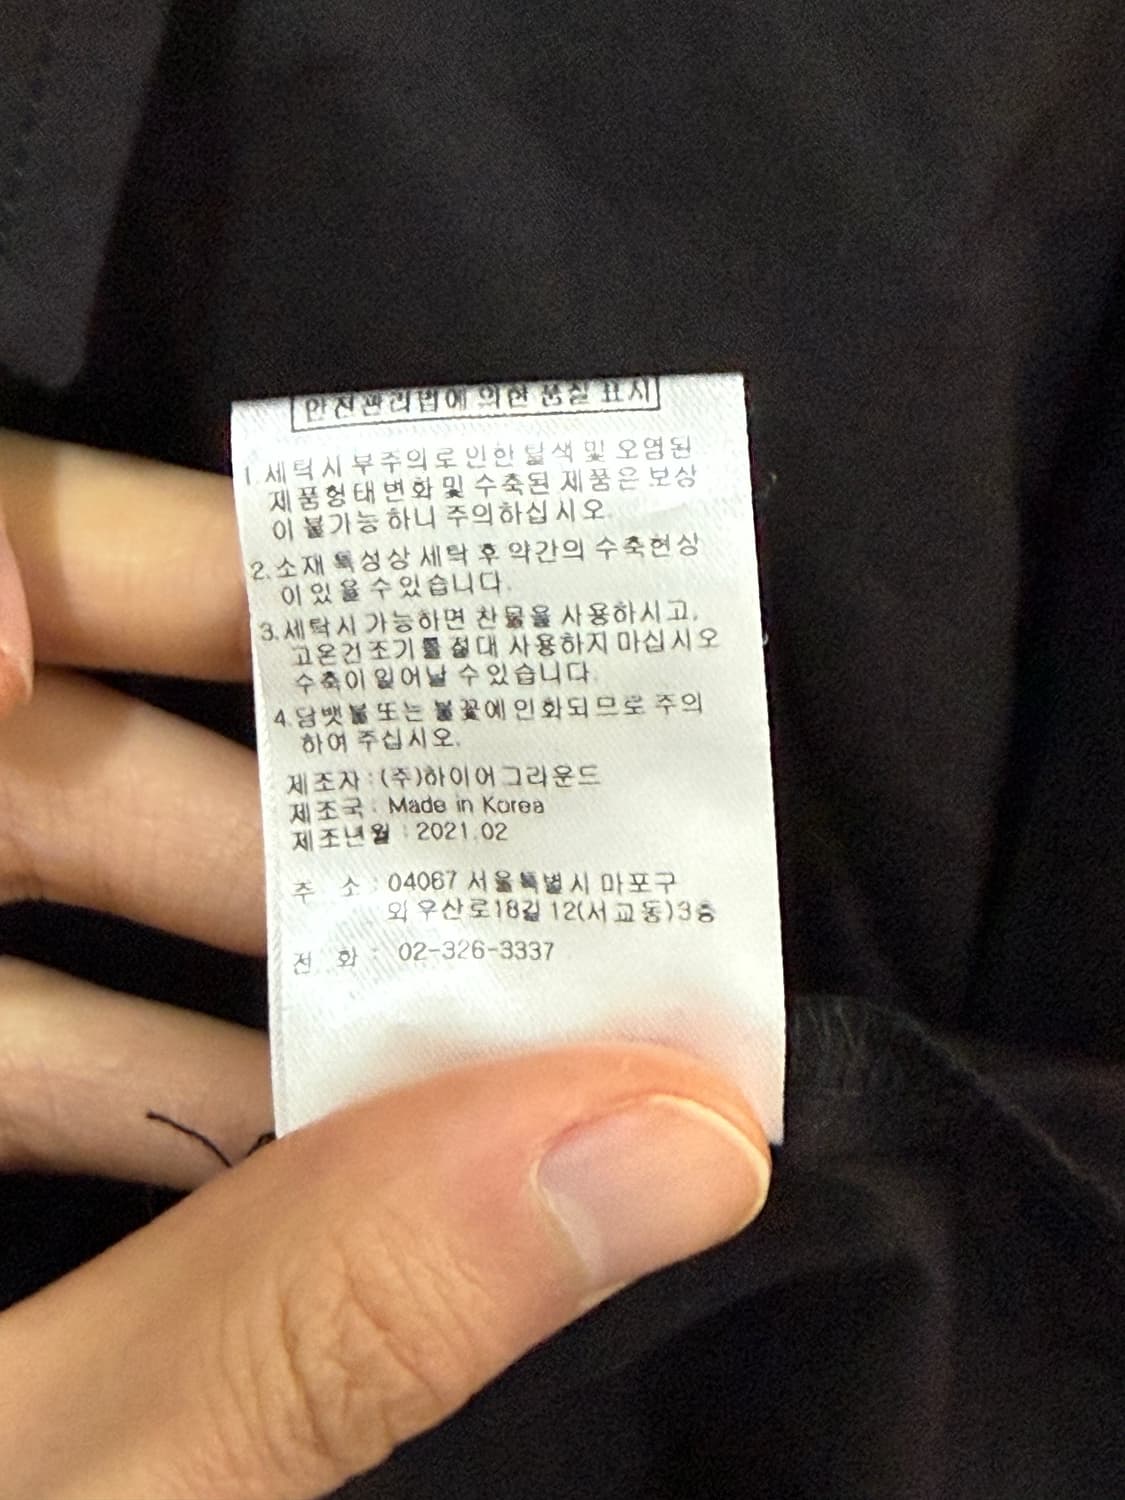 안전관리법에 의한 품질 표시
1. 세탁시 부주의로 인한 탈색 및 오염된
제품형태변화 및 수축된 제품은 보상
이 불가능하니 주의하십시오.
2. 소재 특성상 세탁 후 약간의 수축현상
이 있을 수 있습니다.
3. 세탁시 가능하면 찬물을 사용하시고,
고온건조기를 절대 사용하지 마십시오
수축이 일어날 수 있습니다.
4. 담뱃불 또는 불꽃에 인화되므로 주의
하여 주십시오.
제조자 : (주)하이어그라운드
제조국 : Made in Korea
제조년월 : 2021.02
주 소 : 04067 서울특별시 마포구
와우산로18길 12(서교동)3층
전 화 : 02-326-3337